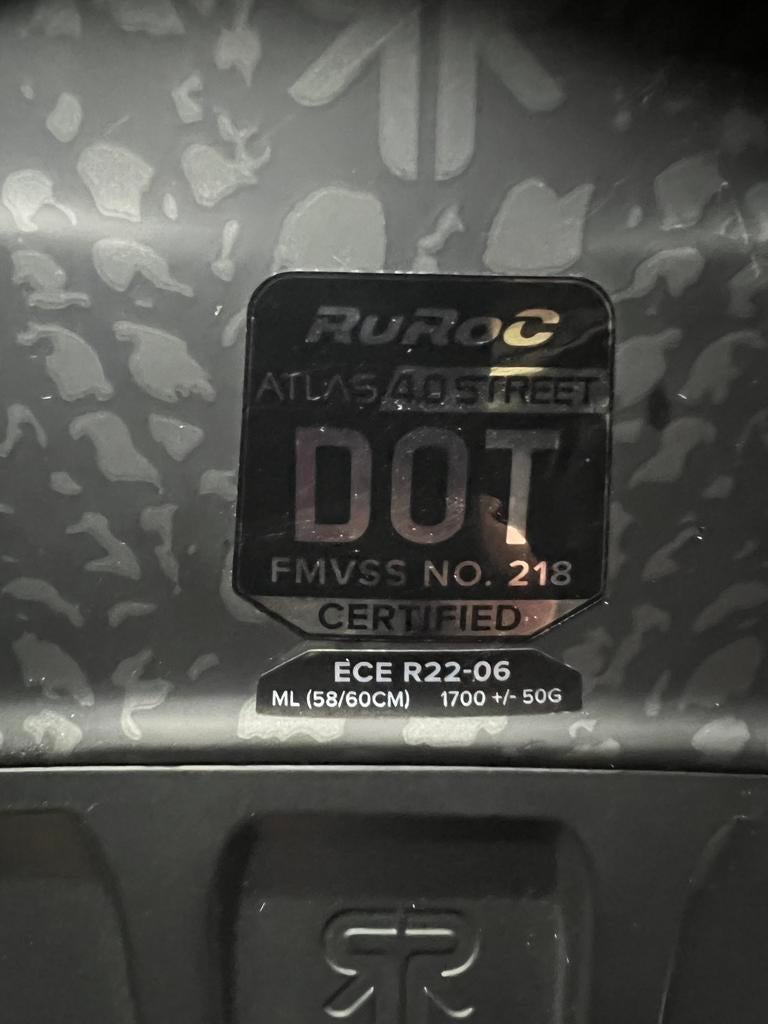 RUROC
ATLAS 4.0 STREET
DOT
FMVSS NO. 218
CERTIFIED
ECE R22-06
ML (58/60CM) 1700 +/- 50G